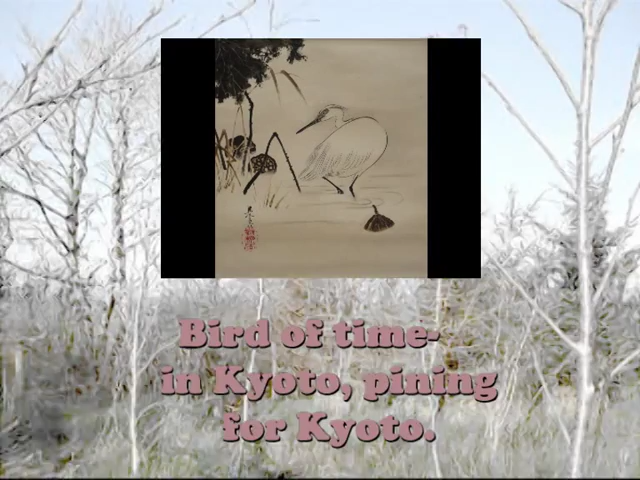 Bird of time-
in Kyoto, pining
for Kyoto.